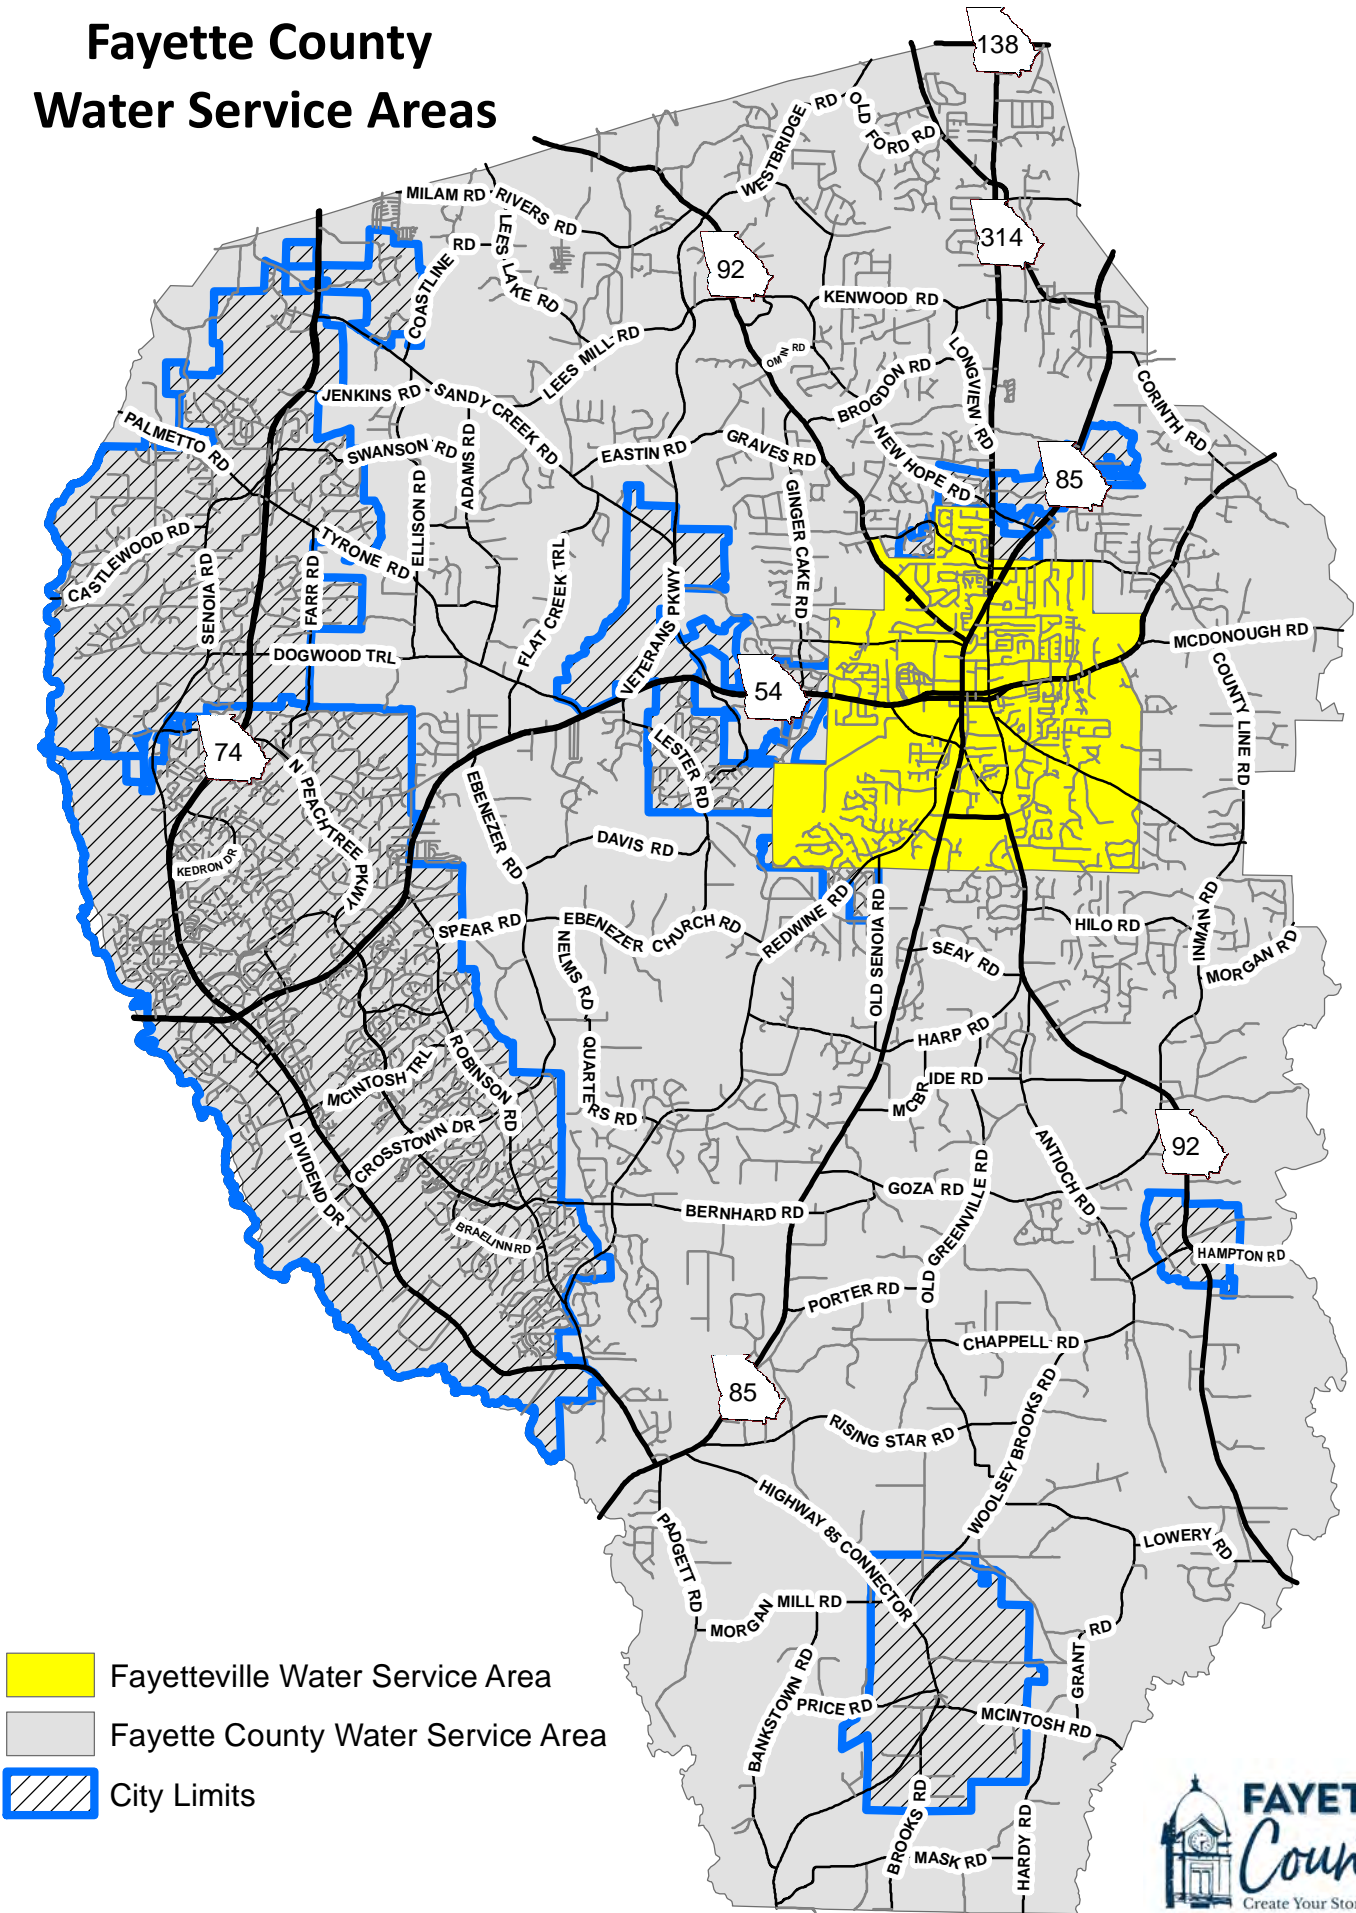 Fayette County
Water Service Areas
138
OLD FORD RD
WESTBRIDGE RD
MILAM RD
RIVERS RD
LEES LAKE RD
COASTLINE RD
314
92
KENWOOD RD
LEES MILL RD
LONGVIEW RD
BROGDON RD
CORINTH RD
JENKINS RD
SANDY CREEK RD
PALMETTO RD
SWANSON RD
ADAMS RD
EASTIN RD
GRAVES RD
NEW HOPE RD
85
ELLISON RD
GINGER CAKE RD
CASTLEWOOD RD
TYRONE RD
SENOIA RD
FARR RD
FLAT CREEK TRL
VETERANS PKWY
MCDONOUGH RD
DOGWOOD TRL
54
COUNTY LINE RD
74
LESTER RD
N PEACHTREE PKWY
EBENEZER RD
DAVIS RD
KEDRON DR
SPEAR RD
EBENEZER CHURCH RD
REDWINE RD
OLD SENOIA RD
HILO RD
INMAN RD
MORGAN RD
NELMS RD
SEAY RD
HARP RD
QUARTERS RD
ROBINSON RD
MCINTOSH TRL
MCBRIDE RD
CROSSTOWN DR
DIVIDEND DR
ANTIOCH RD
92
GOZA RD
OLD GREENVILLE RD
BERNHARD RD
BRAELINN RD
HAMPTON RD
PORTER RD
CHAPPELL RD
85
RISING STAR RD
WOOLSEY BROOKS RD
HIGHWAY 85 CONNECTOR
PADGETT RD
LOWERY RD
MORGAN MILL RD
GRANT RD
BANKSTOWN RD
PRICE RD
MCINTOSH RD
BROOKS RD
MASK RD
HARDY RD
Fayetteville Water Service Area
Fayette County Water Service Area
City Limits
FAYET
Coun
Create Your Stor